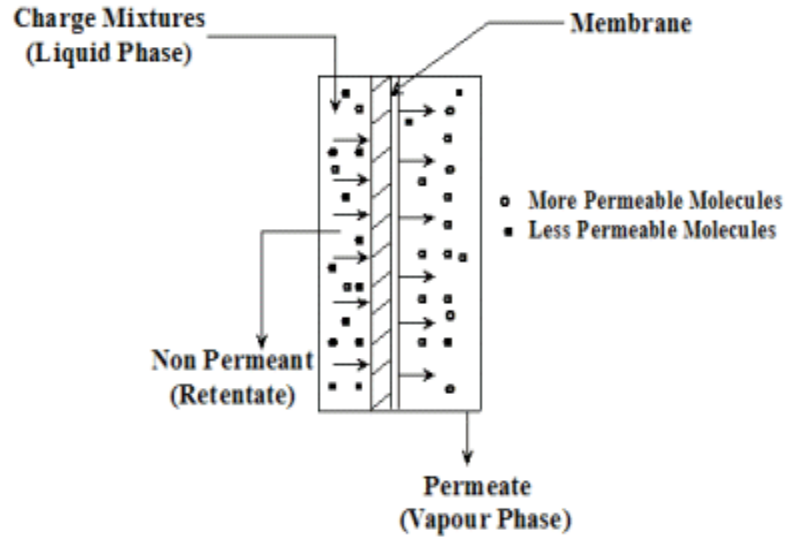 Charge Mixtures
(Liquid Phase)
Membrane
More Permeable Molecules
Less Permeable Molecules
Non Permeant
(Retentate)
Permeate
(Vapour Phase)